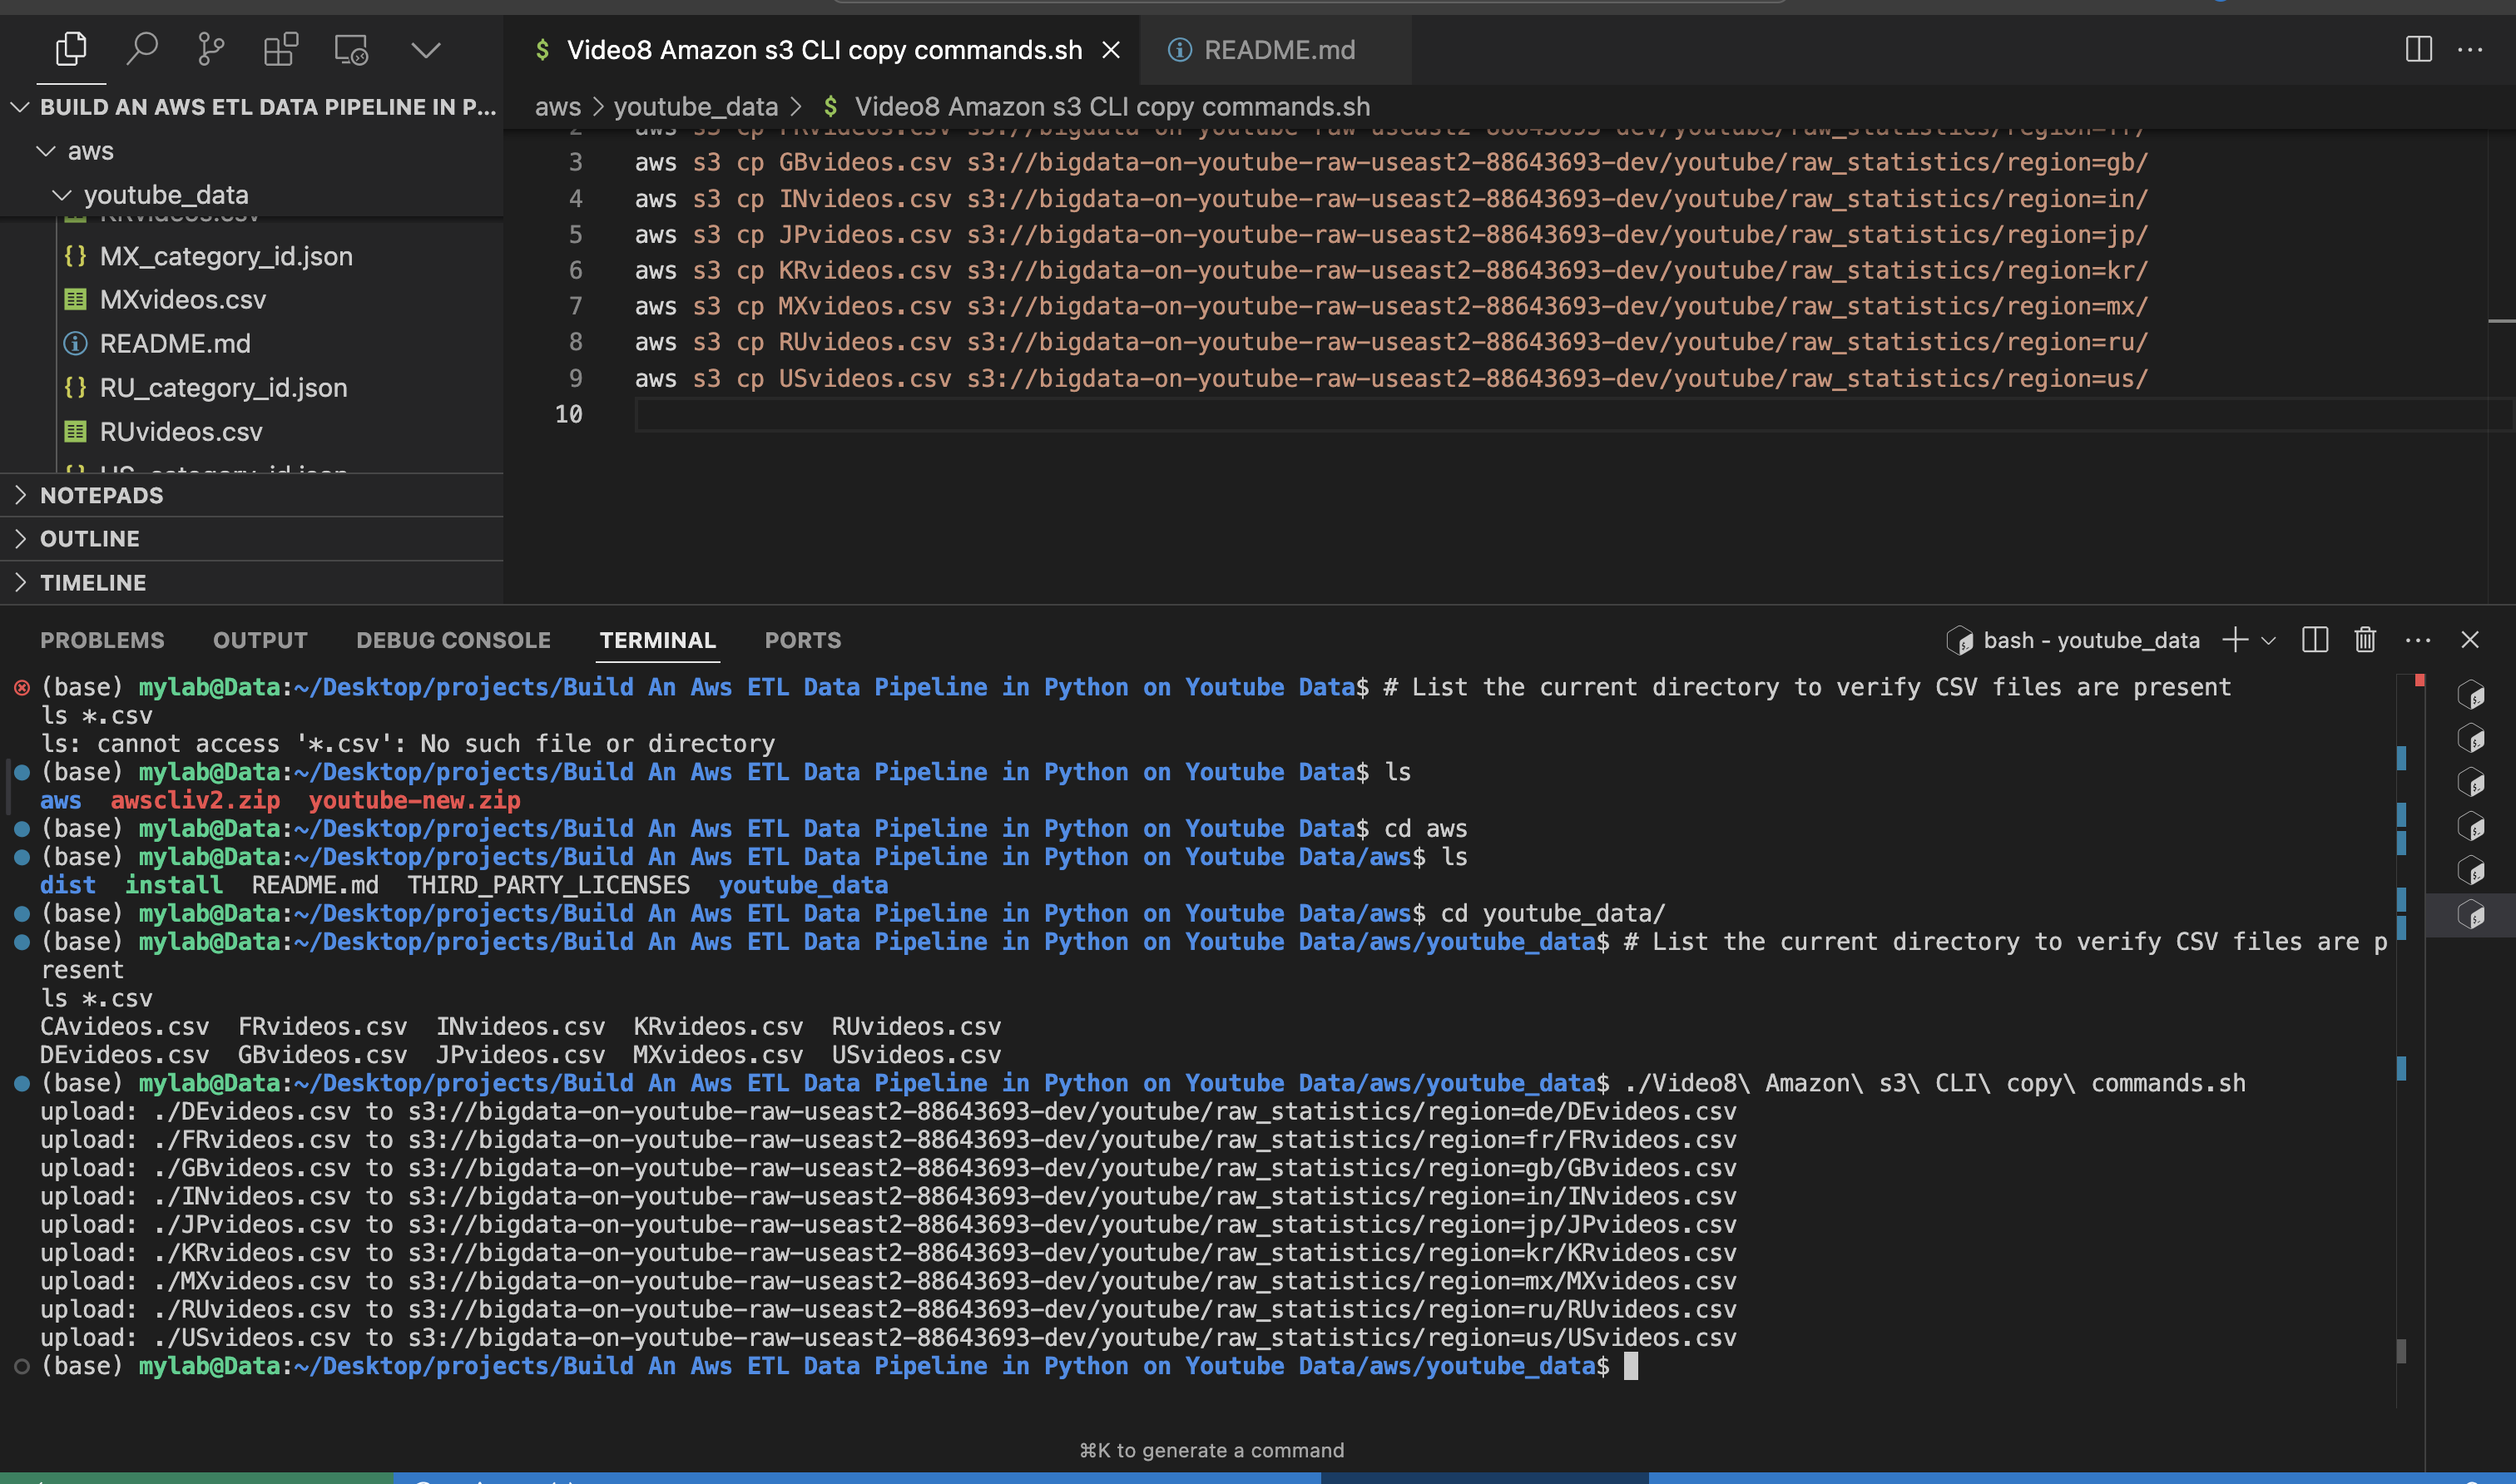 Video8 Amazon s3 CLI copy commands.sh
README.md
BUILD AN AWS ETL DATA PIPELINE IN P...
aws
youtube_data
KRvideos.csv
MX_category_id.json
MXvideos.csv
README.md
RU_category_id.json
RUvideos.csv
US_category_id.json
NOTEPADS
OUTLINE
TIMELINE
aws > youtube_data > $ Video8 Amazon s3 CLI copy commands.sh
2 aws s3 cp FRvideos.csv s3://bigdata-on-youtube-raw-useast2-88643693-dev/youtube/raw_statistics/region=fr/
3 aws s3 cp GBvideos.csv s3://bigdata-on-youtube-raw-useast2-88643693-dev/youtube/raw_statistics/region=gb/
4 aws s3 cp INvideos.csv s3://bigdata-on-youtube-raw-useast2-88643693-dev/youtube/raw_statistics/region=in/
5 aws s3 cp JPvideos.csv s3://bigdata-on-youtube-raw-useast2-88643693-dev/youtube/raw_statistics/region=jp/
6 aws s3 cp KRvideos.csv s3://bigdata-on-youtube-raw-useast2-88643693-dev/youtube/raw_statistics/region=kr/
7 aws s3 cp MXvideos.csv s3://bigdata-on-youtube-raw-useast2-88643693-dev/youtube/raw_statistics/region=mx/
8 aws s3 cp RUvideos.csv s3://bigdata-on-youtube-raw-useast2-88643693-dev/youtube/raw_statistics/region=ru/
9 aws s3 cp USvideos.csv s3://bigdata-on-youtube-raw-useast2-88643693-dev/youtube/raw_statistics/region=us/
10
PROBLEMS OUTPUT DEBUG CONSOLE TERMINAL PORTS
bash - youtube_data
(base) mylab@Data:~/Desktop/projects/Build An Aws ETL Data Pipeline in Python on Youtube Data$ # List the current directory to verify CSV files are present
ls *.csv
ls: cannot access '*.csv': No such file or directory
(base) mylab@Data:~/Desktop/projects/Build An Aws ETL Data Pipeline in Python on Youtube Data$ ls
aws awscliv2.zip youtube-new.zip
(base) mylab@Data:~/Desktop/projects/Build An Aws ETL Data Pipeline in Python on Youtube Data$ cd aws
(base) mylab@Data:~/Desktop/projects/Build An Aws ETL Data Pipeline in Python on Youtube Data/aws$ ls
dist install README.md THIRD_PARTY_LICENSES youtube_data
(base) mylab@Data:~/Desktop/projects/Build An Aws ETL Data Pipeline in Python on Youtube Data/aws$ cd youtube_data/
(base) mylab@Data:~/Desktop/projects/Build An Aws ETL Data Pipeline in Python on Youtube Data/aws/youtube_data$ # List the current directory to verify CSV files are p
resent
ls *.csv
CAvideos.csv FRvideos.csv INvideos.csv KRvideos.csv RUvideos.csv
DEvideos.csv GBvideos.csv JPvideos.csv MXvideos.csv USvideos.csv
(base) mylab@Data:~/Desktop/projects/Build An Aws ETL Data Pipeline in Python on Youtube Data/aws/youtube_data$ ./Video8\ Amazon\ s3\ CLI\ copy\ commands.sh
upload: ./DEvideos.csv to s3://bigdata-on-youtube-raw-useast2-88643693-dev/youtube/raw_statistics/region=de/DEvideos.csv
upload: ./FRvideos.csv to s3://bigdata-on-youtube-raw-useast2-88643693-dev/youtube/raw_statistics/region=fr/FRvideos.csv
upload: ./GBvideos.csv to s3://bigdata-on-youtube-raw-useast2-88643693-dev/youtube/raw_statistics/region=gb/GBvideos.csv
upload: ./INvideos.csv to s3://bigdata-on-youtube-raw-useast2-88643693-dev/youtube/raw_statistics/region=in/INvideos.csv
upload: ./JPvideos.csv to s3://bigdata-on-youtube-raw-useast2-88643693-dev/youtube/raw_statistics/region=jp/JPvideos.csv
upload: ./KRvideos.csv to s3://bigdata-on-youtube-raw-useast2-88643693-dev/youtube/raw_statistics/region=kr/KRvideos.csv
upload: ./MXvideos.csv to s3://bigdata-on-youtube-raw-useast2-88643693-dev/youtube/raw_statistics/region=mx/MXvideos.csv
upload: ./RUvideos.csv to s3://bigdata-on-youtube-raw-useast2-88643693-dev/youtube/raw_statistics/region=ru/RUvideos.csv
upload: ./USvideos.csv to s3://bigdata-on-youtube-raw-useast2-88643693-dev/youtube/raw_statistics/region=us/USvideos.csv
(base) mylab@Data:~/Desktop/projects/Build An Aws ETL Data Pipeline in Python on Youtube Data/aws/youtube_data$
⌘K to generate a command